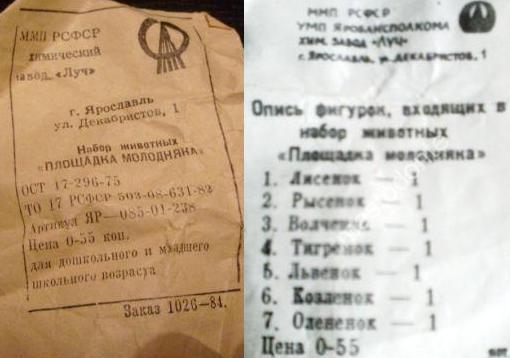 ММП РСФСР
ХИМИЧЕСКИЙ
завод „Луч"
г. Ярославль
ул. Декабристов, 1
Набор животных
"ПЛОЩАДКА МОЛОДНЯКА"
ОСТ 17-296-75
ТО 17 РСФСР 503-08-631-82
Артикул ЯР—085-01-238
Цена 0-55 коп.
для дошкольного и младшего
школьного возраста
Заказ 1026—84.
ММП РСФСР
УМП ЯРОБЛИСПОЛКОМА
ХИМ. ЗАВОД «ЛУЧ»
г. ЯРОСЛАВЛЬ, ул. ДЕКАБРИСТОВ, 1
Опись фигурок, входящих в
набор животных
«Площадка молодняка»
1. Лисенок — 1
2. Рысенок — 1
3. Волченок — 1
4. Тигренок — 1
5. Львенок — 1
6. Козленок — 1
7. Олененок — 1
Цена 0-55